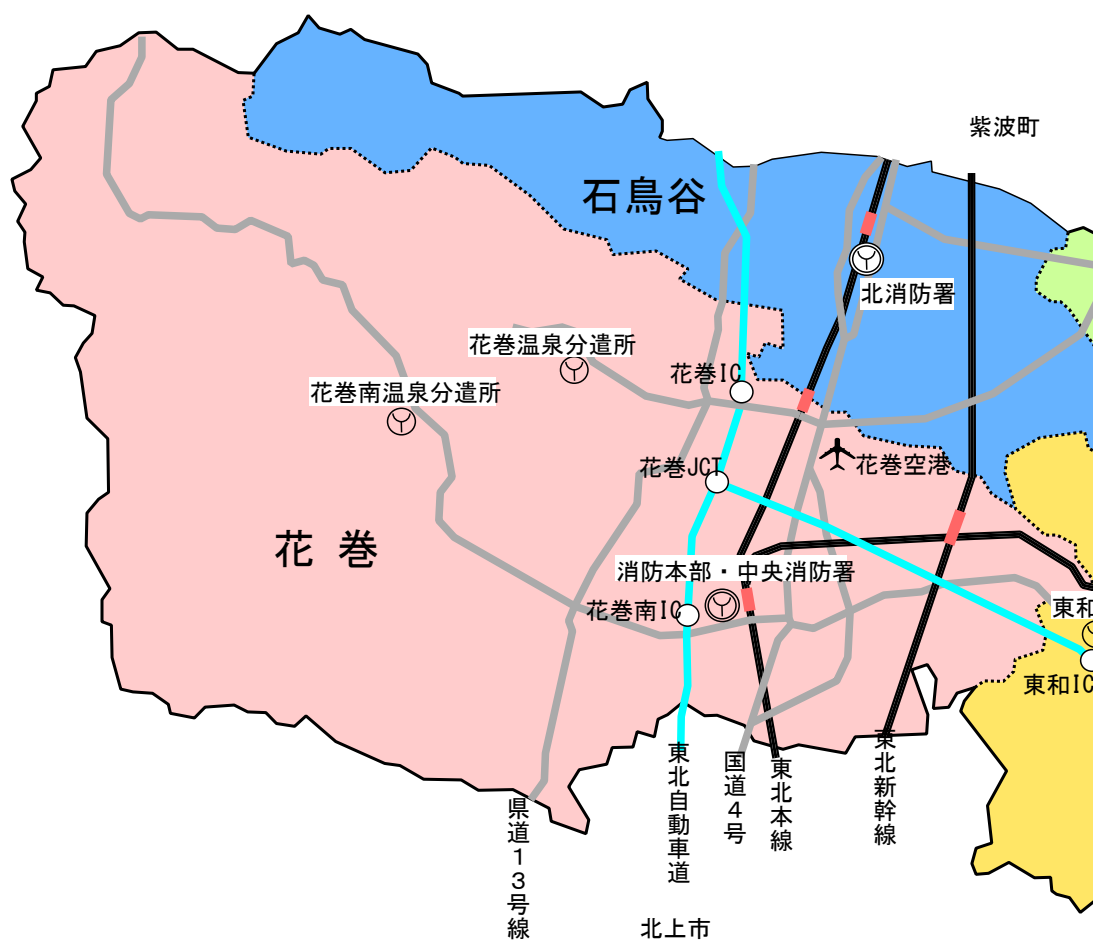 紫波町
石鳥谷
北消防署
花巻温泉分遣所
花巻IC
花巻南温泉分遣所
花巻JCT
花巻空港
花巻
消防本部・中央消防署
花巻南IC
東和
東和IC
東北自動車道
国道4号
東北本線
東北新幹線
県道13号線
北上市